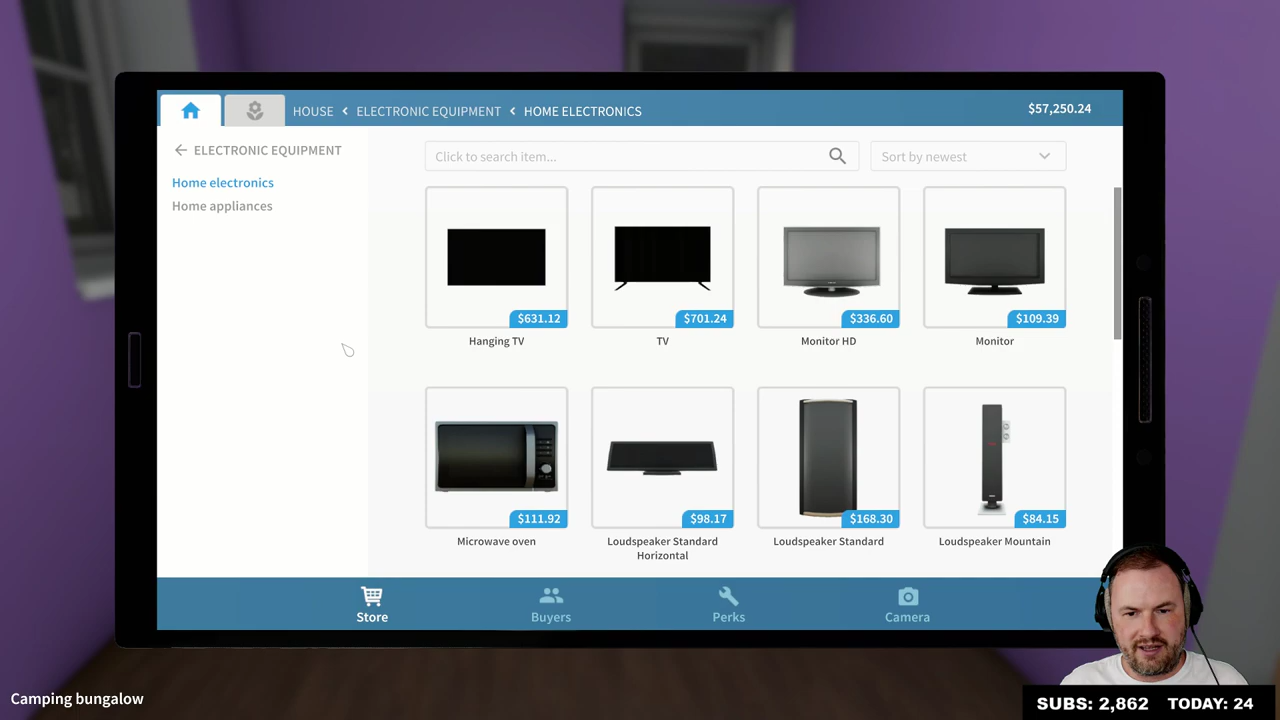 HOUSE < ELECTRONIC EQUIPMENT < HOME ELECTRONICS
$57,250.24
ELECTRONIC EQUIPMENT
Home electronics
Home appliances
Click to search item...
Sort by newest
$631.12
$701.24
$336.60
$109.39
Hanging TV
TV
Monitor HD
Monitor
$111.92
$98.17
$168.30
$84.15
Microwave oven
Loudspeaker Standard
Horizontal
Loudspeaker Standard
Loudspeaker Mountain
Store
Buyers
Perks
Camera
Camping bungalow
SUBS: 2,862 TODAY: 24